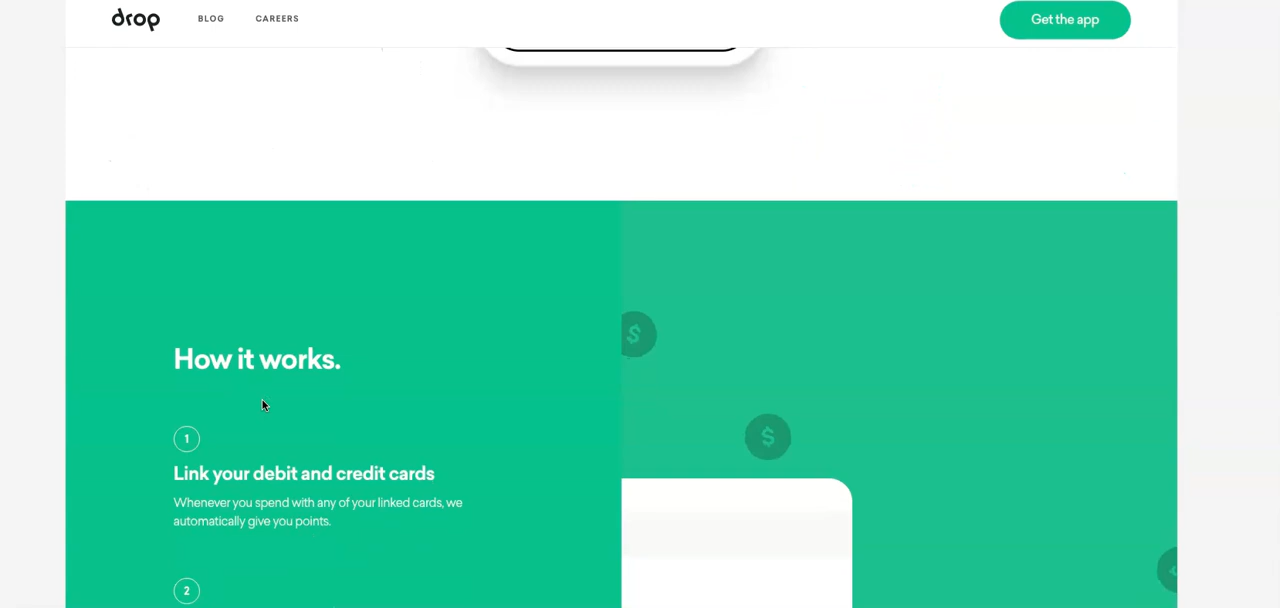 drop
BLOG
CAREERS
Get the app
$
How it works.
$
1
Link your debit and credit cards
Whenever you spend with any of your linked cards, we
automatically give you points.
2